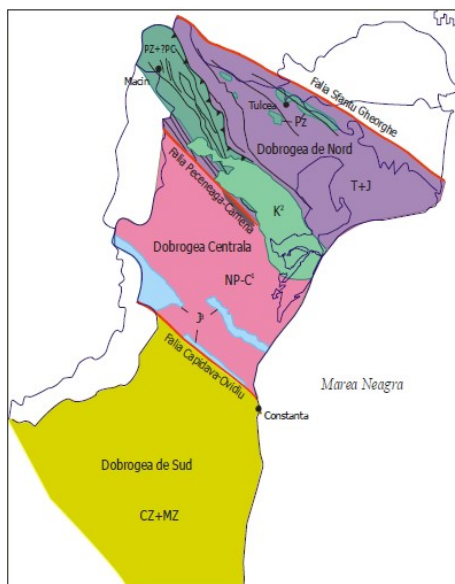 PZ+?PC
Macin
Falia Sfantu Gheorghe
Tulcea
PZ
Dobrogea de Nord
T+J
Falia Peceneaga-Camena
K²
Dobrogea Centrala
NP-C¹
J³
Falia Capidava-Ovidiu
Marea Neagra
Constanta
Dobrogea de Sud
CZ+MZ